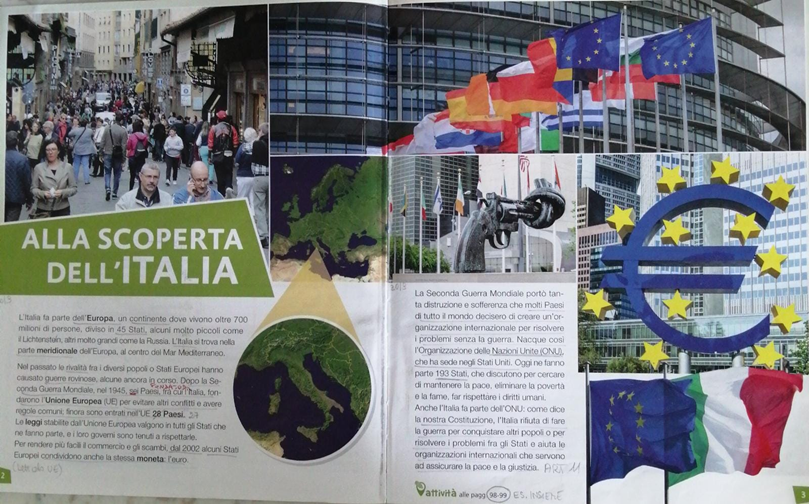 ALLA SCOPERTA
DELL'ITALIA
L'Italia fa parte dell'Europa, un continente dove vivono oltre 700
milioni di persone, diviso in 45 Stati, alcuni molto piccoli come
il Lichtenstein, altri molto grandi come la Russia. L'Italia si trova nella
parte meridionale dell'Europa, al centro del Mar Mediterraneo.
Nel passato le rivalità fra i diversi popoli o Stati Europei hanno
causato guerre rovinose, alcune ancora in corso. Dopo la Se-
conda Guerra Mondiale, nel 1945, sei Paesi, fra cui l'Italia, fon-
darono l'Unione Europea (UE) per evitare altri conflitti e avere
regole comuni; finora sono entrati nell'UE 28 Paesi. 27
Le leggi stabilite dall'Unione Europea valgono in tutti gli Stati che
ne fanno parte, e i loro governi sono tenuti a rispettarle.
Per rendere più facili il commercio e gli scambi, dal 2002 alcuni Stati
Europei condividono anche la stessa moneta: l'euro.
2
La Seconda Guerra Mondiale portò tan-
ta distruzione e sofferenza che molti Paesi
di tutto il mondo decisero di creare un'or-
ganizzazione internazionale per risolvere
i problemi senza la guerra. Nacque così
l'Organizzazione delle Nazioni Unite (ONU),
che ha sede negli Stati Uniti. Oggi ne fanno
parte 193 Stati, che discutono per cercare
di mantenere la pace, eliminare la povertà
e la fame, far rispettare i diritti umani.
Anche l'Italia fa parte dell'ONU: come dice
la nostra Costituzione, l'Italia rifiuta di fare
la guerra per conquistare altri popoli o per
risolvere i problemi fra gli Stati e aiuta le
organizzazioni internazionali che servono
ad assicurare la pace e la giustizia. ART 11
attività alle pagg 98-99 ES. INSIEME
3